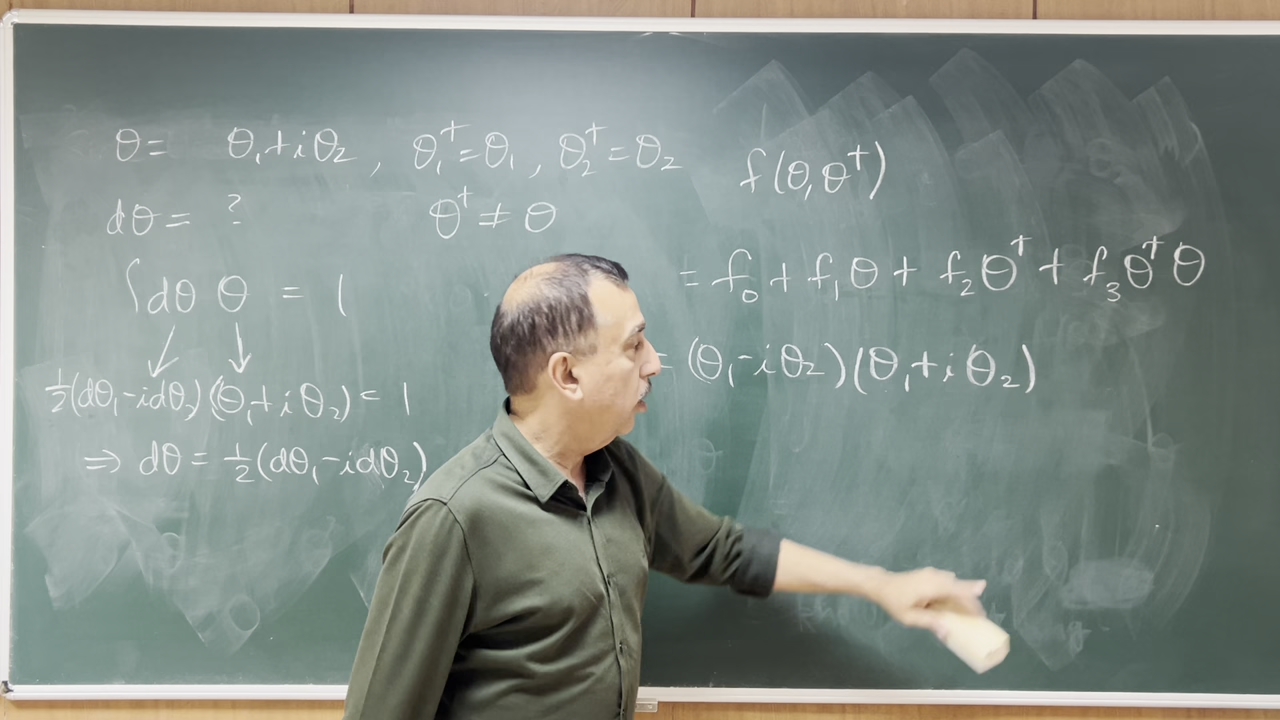 θ = θ₁ + iθ₂ , θ₁† = θ₁ , θ₂† = θ₂
dθ = ? θ† ≠ θ
∫dθ θ = 1
↓ ↓
½(dθ₁ - idθ₂)(θ₁ + iθ₂) = 1
⇒ dθ = ½(dθ₁ - idθ₂)
f(θ, θ†)
= f₀ + f₁θ + f₂θ† + f₃θ†θ
= (θ₁ - iθ₂)(θ₁ + iθ₂)